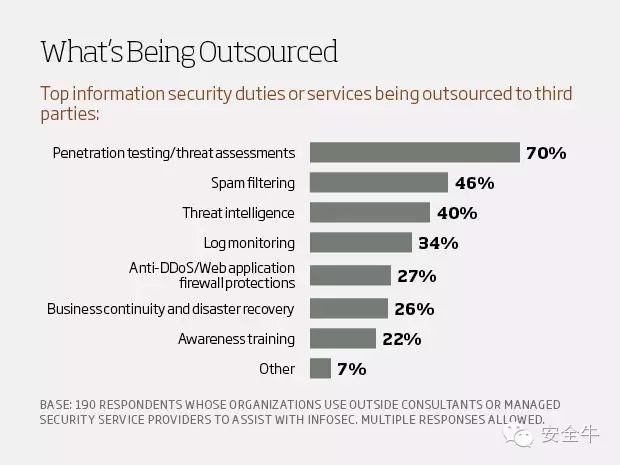 What's Being Outsourced
Top information security duties or services being outsourced to third
parties:
Penetration testing/threat assessments 70%
Spam filtering 46%
Threat intelligence 40%
Log monitoring 34%
Anti-DDoS/Web application
firewall protections 27%
Business continuity and disaster recovery 26%
Awareness training 22%
Other 7%
BASE: 190 RESPONDENTS WHOSE ORGANIZATIONS USE OUTSIDE CONSULTANTS OR MANAGED
SECURITY SERVICE PROVIDERS TO ASSIST WITH INFOSEC. MULTIPLE RESPONSES ALLOWED.
安全牛